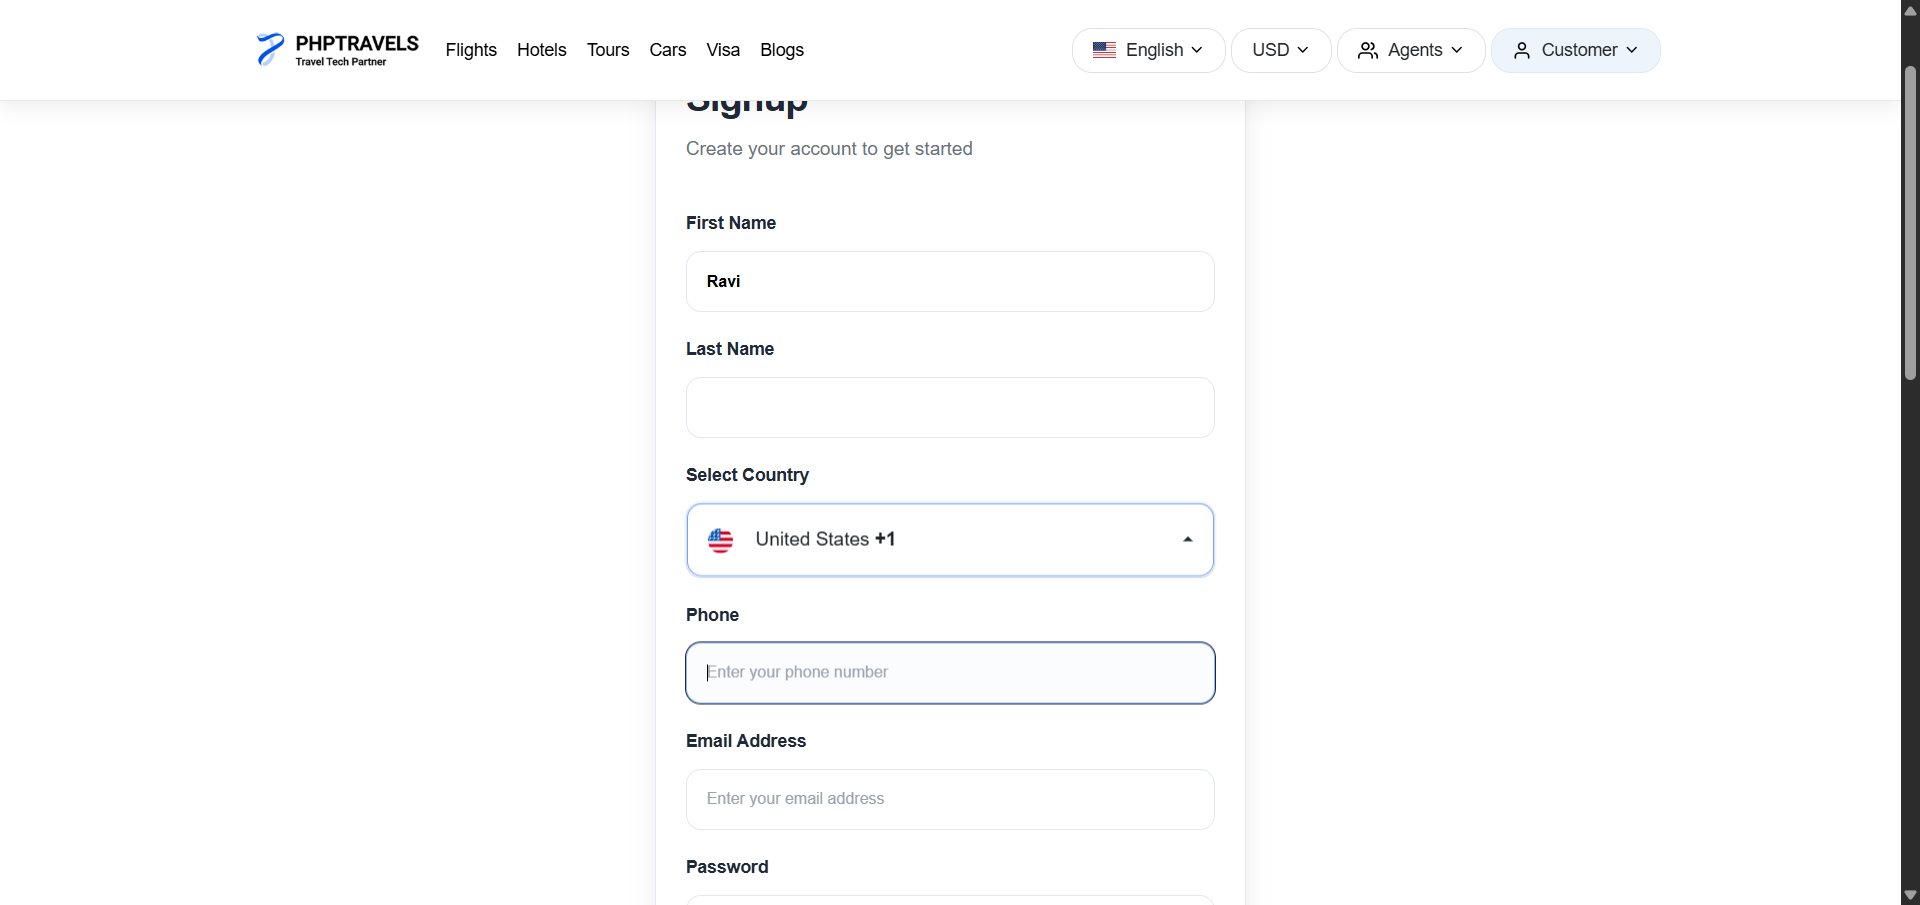 PHPTRAVELS
Travel Tech Partner
Flights Hotels Tours Cars Visa Blogs
English USD Agents Customer
Signup
Create your account to get started
First Name
Ravi
Last Name
Select Country
United States +1
Phone
Enter your phone number
Email Address
Enter your email address
Password